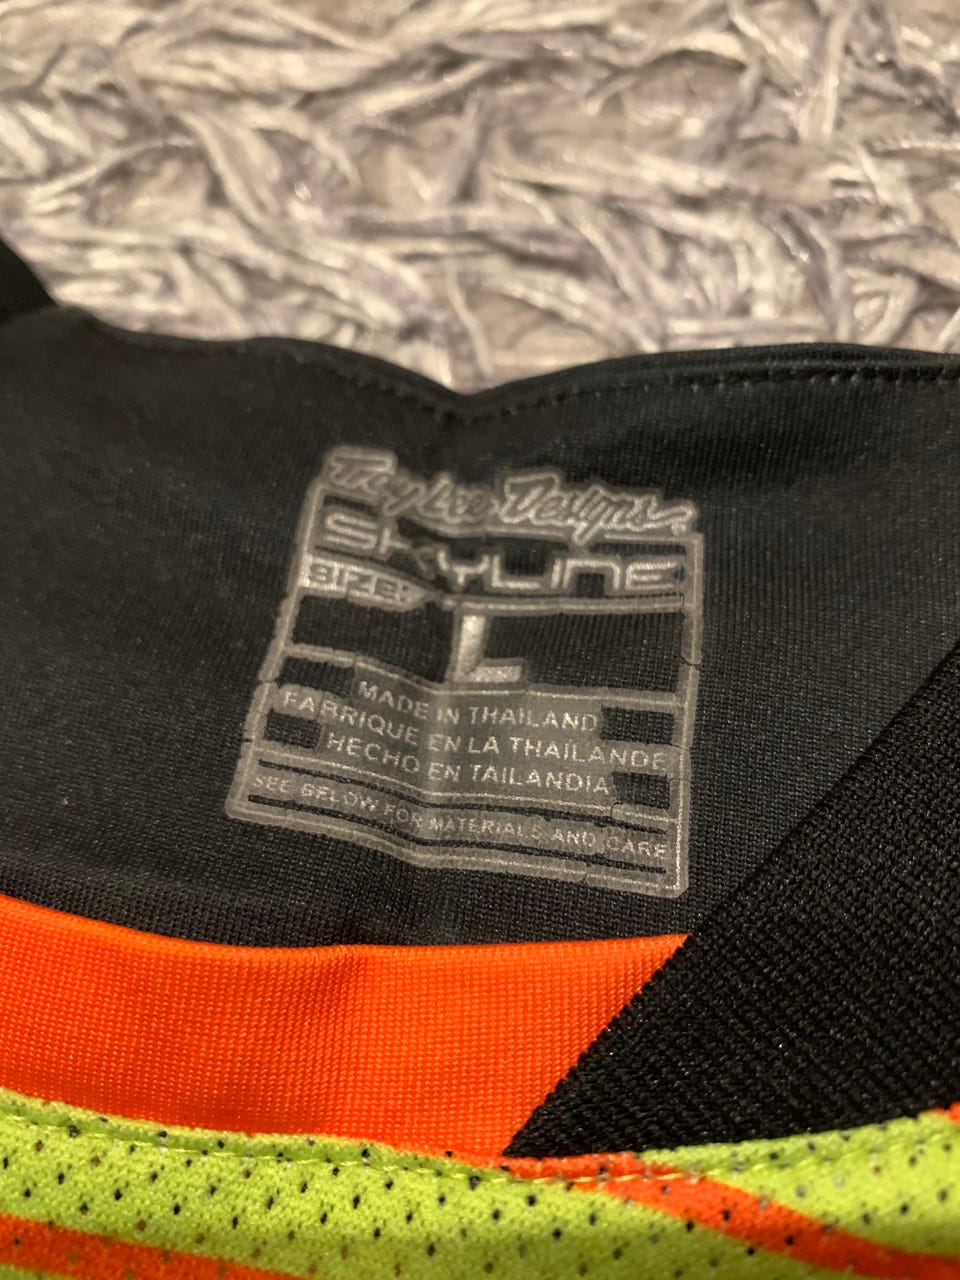 Troy Lee Designs
SKYLINE
SIZE:
L
MADE IN THAILAND
FABRIQUE EN LA THAÏLANDE
HECHO EN TAILANDIA
SEE BELOW FOR MATERIALS AND CARE